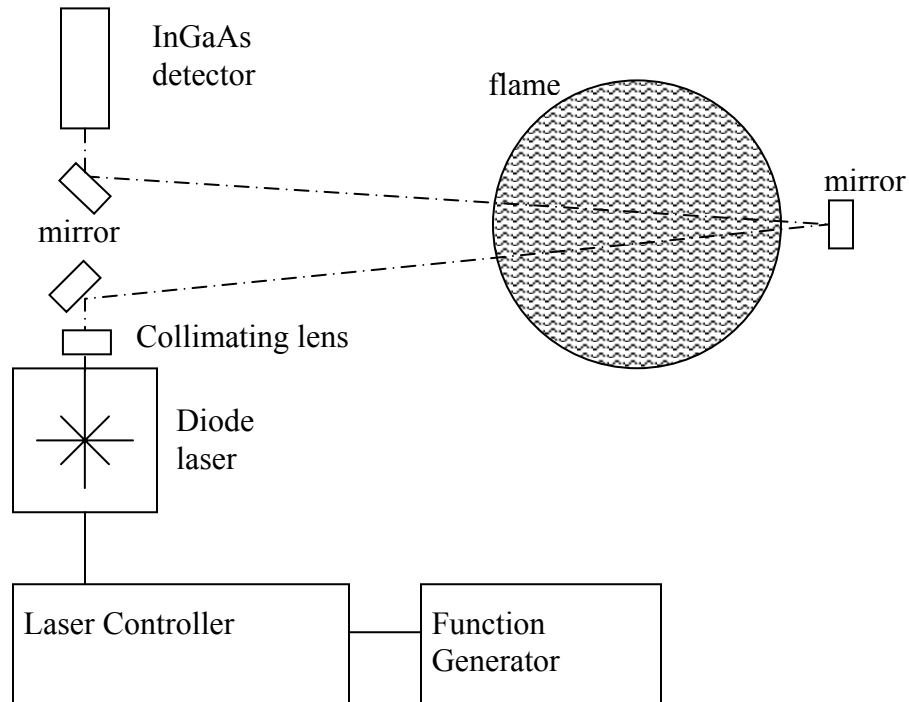 InGaAs
detector
flame
mirror
mirror
Collimating lens
Diode
laser
Laser Controller
Function
Generator